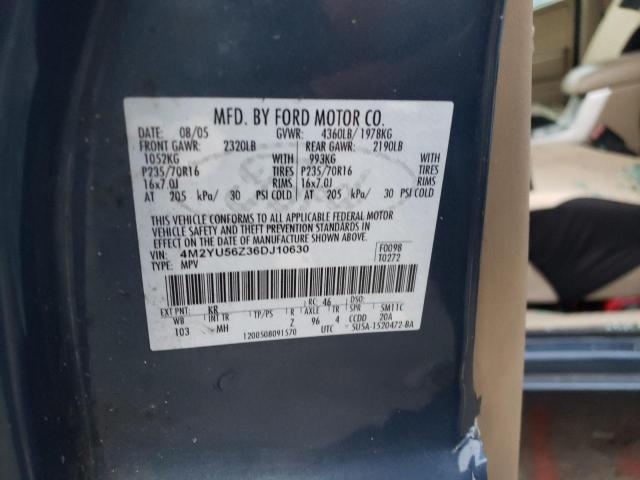 MFD. BY FORD MOTOR CO.
DATE: 08/05 GVWR: 4360LB/ 1978KG
FRONT GAWR: 2320LB REAR GAWR: 2190LB
1052KG WITH 993KG WITH
P235/70R16 TIRES P235/70R16 TIRES
16x7.0J RIMS 16x7.0J RIMS
AT 205 kPa/ 30 PSI COLD AT 205 kPa/ 30 PSI COLD
THIS VEHICLE CONFORMS TO ALL APPLICABLE FEDERAL MOTOR
VEHICLE SAFETY AND THEFT PREVENTION STANDARDS IN EFFECT
ON THE DATE OF MANUFACTURE SHOWN ABOVE.
VIN: 4M2YU56Z36DJ10630 F0098
TYPE: MPV T0272
EXT PNT: KR RC: 46 DSO:
WB INT TR TP/PS R AXLE TR SPR SM11C
103 MH Z 96 4 CCDD 20A
1200508091570 UTC 5U5A-1520472-BA